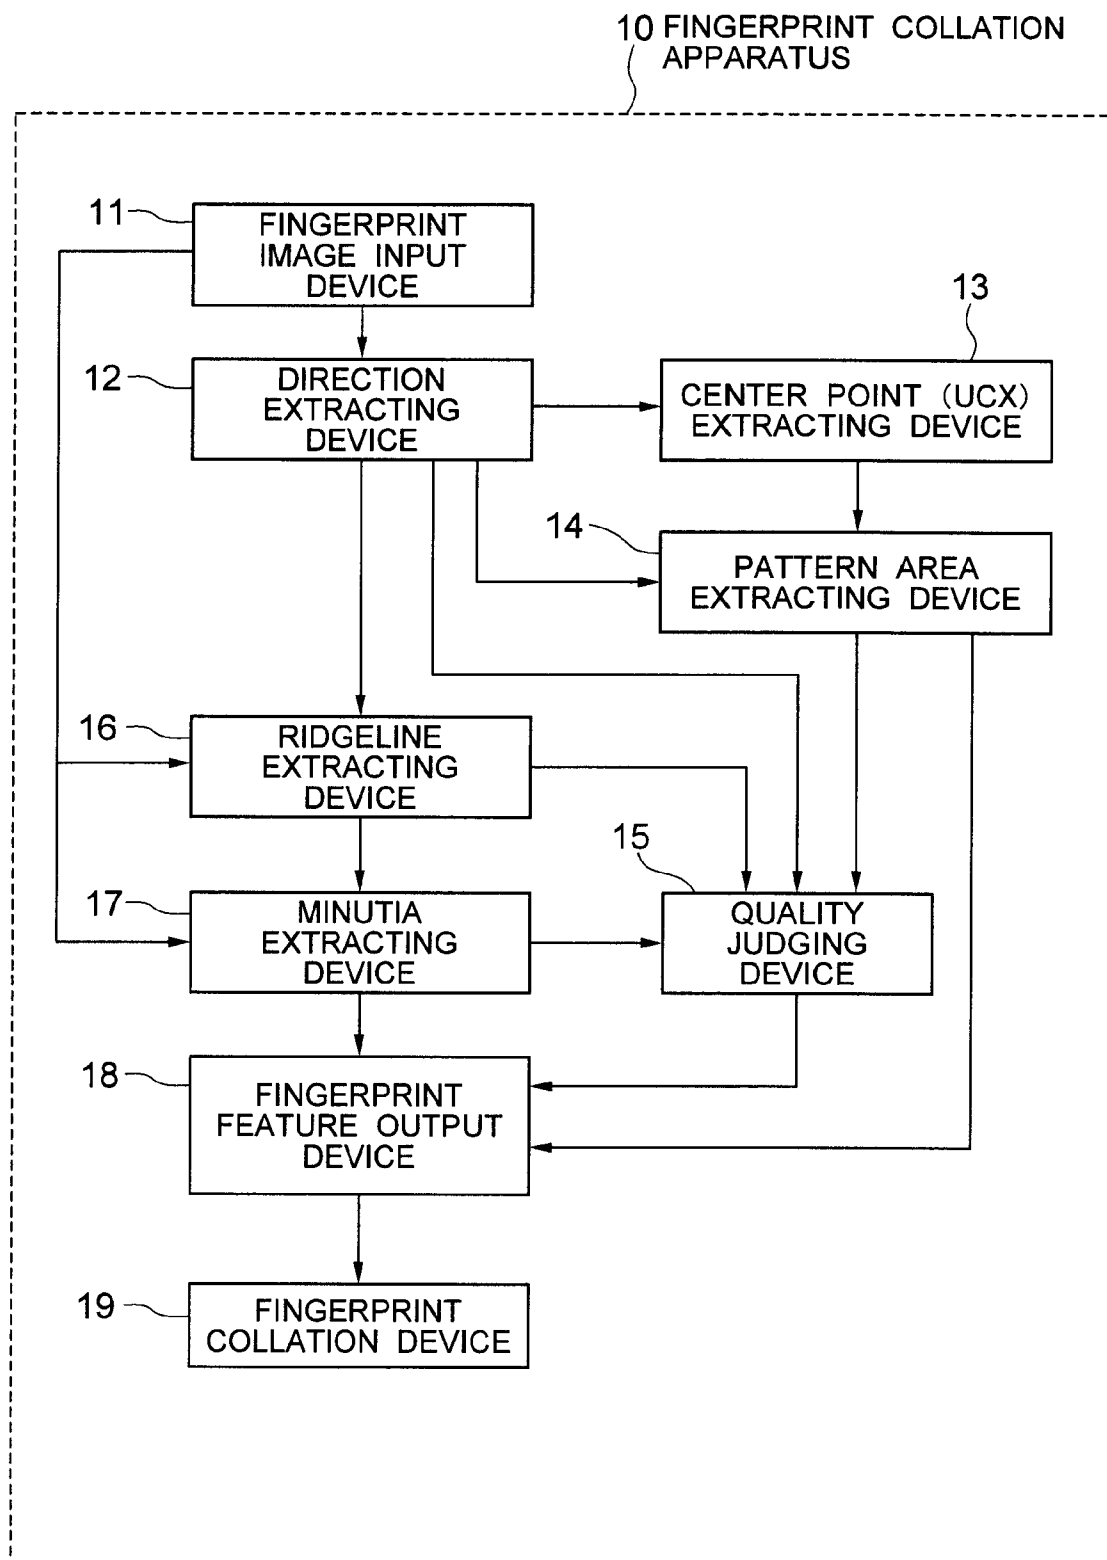 10 FINGERPRINT COLLATION
APPARATUS
11
FINGERPRINT
IMAGE INPUT
DEVICE
12
DIRECTION
EXTRACTING
DEVICE
13
CENTER POINT (UCX)
EXTRACTING DEVICE
14
PATTERN AREA
EXTRACTING DEVICE
16
RIDGELINE
EXTRACTING
DEVICE
15
QUALITY
JUDGING
DEVICE
17
MINUTIA
EXTRACTING
DEVICE
18
FINGERPRINT
FEATURE OUTPUT
DEVICE
19
FINGERPRINT
COLLATION DEVICE